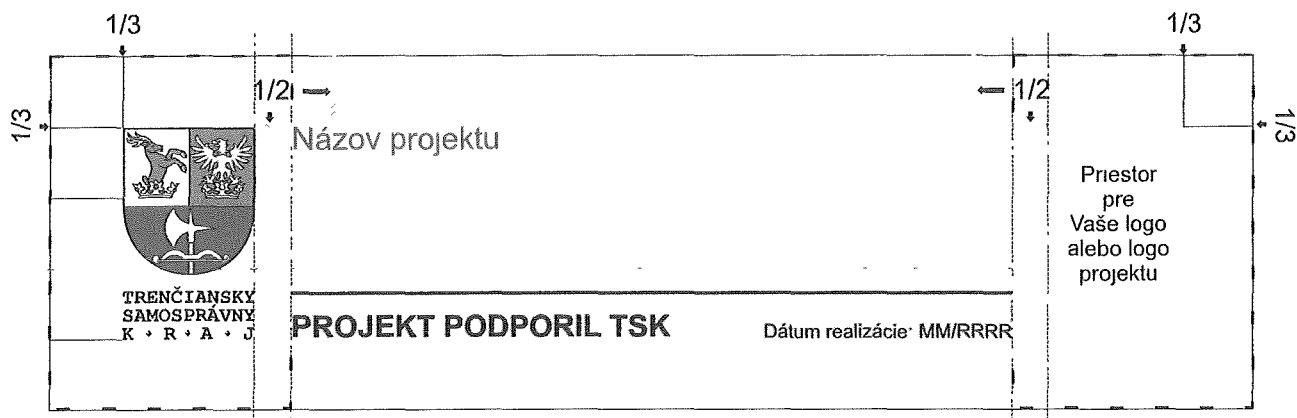 1/3
1/3
1/2
1/2
1/3
1/3
Názov projektu
Priestor
pre
Vaše logo
alebo logo
projektu
TRENČIANSKY
SAMOSPRÁVNY
K · R · A · J
PROJEKT PODPORIL TSK
Dátum realizácie: MM/RRRR